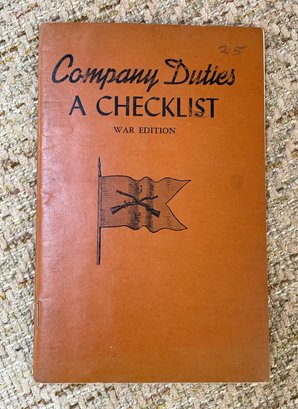 25
Company Duties
A CHECKLIST
WAR EDITION